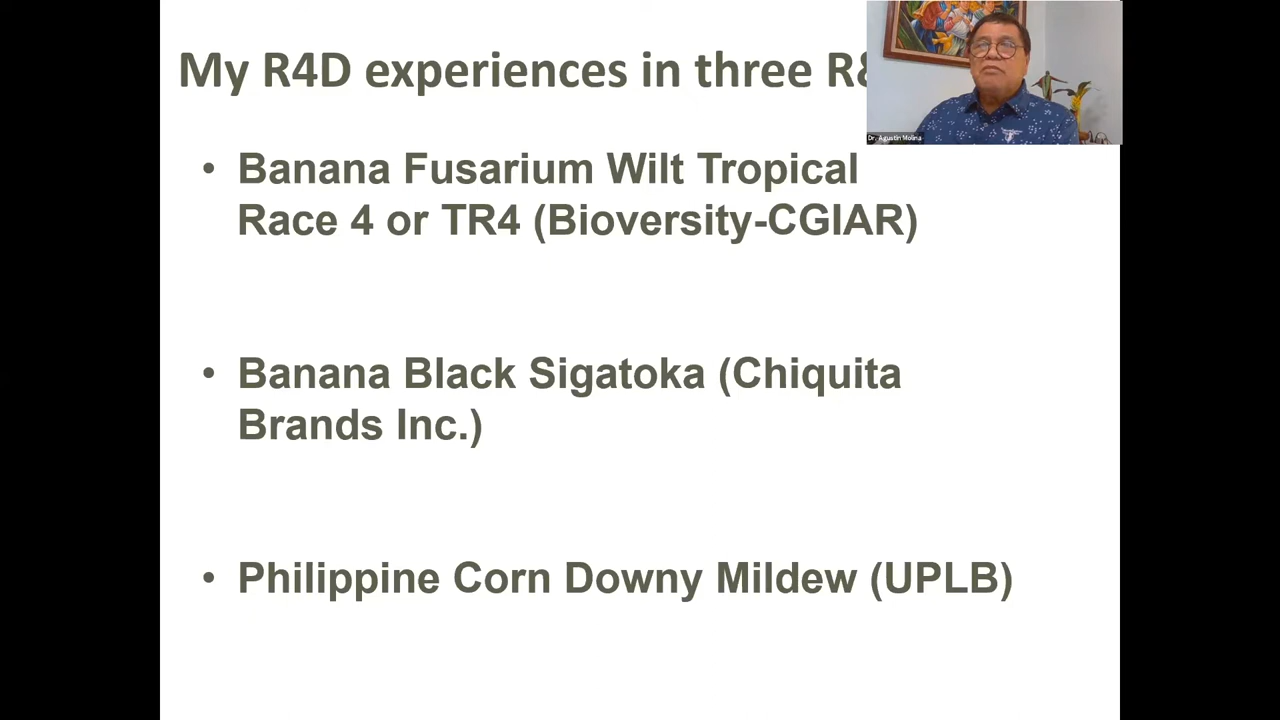 My R4D experiences in three R&
Dr. Agustin Molina
• Banana Fusarium Wilt Tropical
Race 4 or TR4 (Bioversity-CGIAR)
• Banana Black Sigatoka (Chiquita
Brands Inc.)
• Philippine Corn Downy Mildew (UPLB)